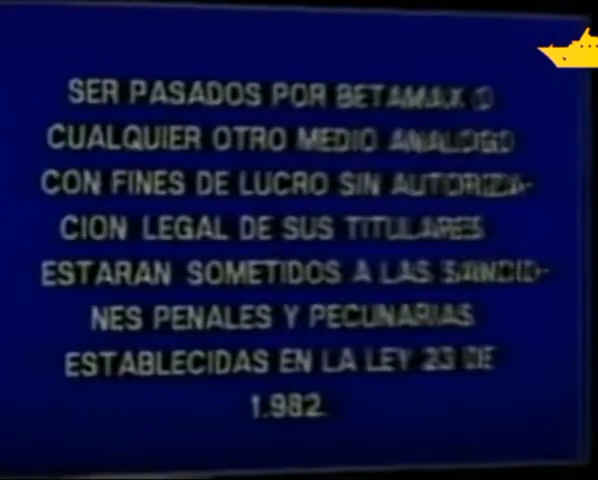 SER PASADOS POR BETAMAX O
CUALQUIER OTRO MEDIO ANALOGO
CON FINES DE LUCRO SIN AUTORIZA-
CION LEGAL DE SUS TITULARES
ESTARAN SOMETIDOS A LAS SANCIO-
NES PENALES Y PECUNARIAS
ESTABLECIDAS EN LA LEY 23 DE
1.982.